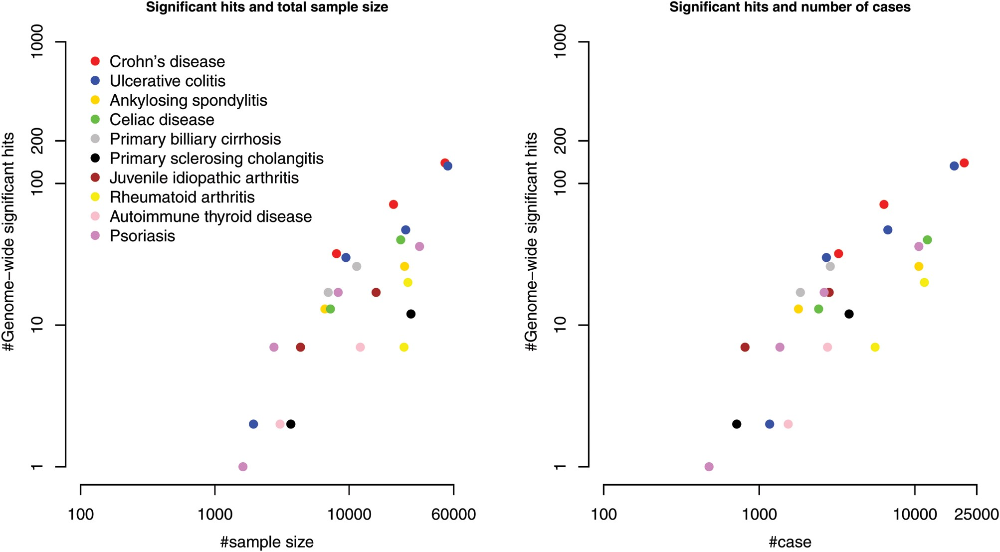 Significant hits and total sample size
#Genome−wide significant hits
1000
200
100
10
1
Crohn’s disease
Ulcerative colitis
Ankylosing spondylitis
Celiac disease
Primary billiary cirrhosis
Primary sclerosing cholangitis
Juvenile idiopathic arthritis
Rheumatoid arthritis
Autoimmune thyroid disease
Psoriasis
100 1000 10000 60000
#sample size
Significant hits and number of cases
#Genome−wide significant hits
1000
200
100
10
1
100 1000 10000 25000
#case